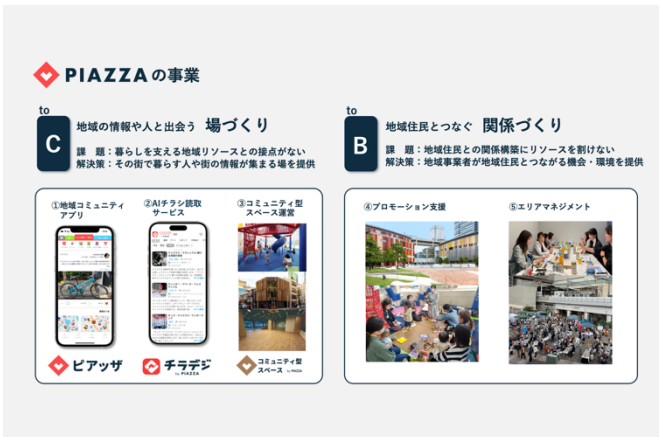 PIAZZAの事業
to
C
地域の情報や人と出会う 場づくり
課 題：暮らしを支える地域リソースとの接点がない
解決策：その街で暮らす人や街の情報が集まる場を提供
①地域コミュニティ
アプリ
②AIチラシ読取
サービス
③コミュニティ型
スペース運営
ピアッザ
チラデジ
by PIAZZA
コミュニティ型
スペース by PIAZZA
to
B
地域住民とつなぐ 関係づくり
課 題：地域住民との関係構築にリソースを割けない
解決策：地域事業者が地域住民とつながる機会・環境を提供
④プロモーション支援
⑤エリアマネジメント